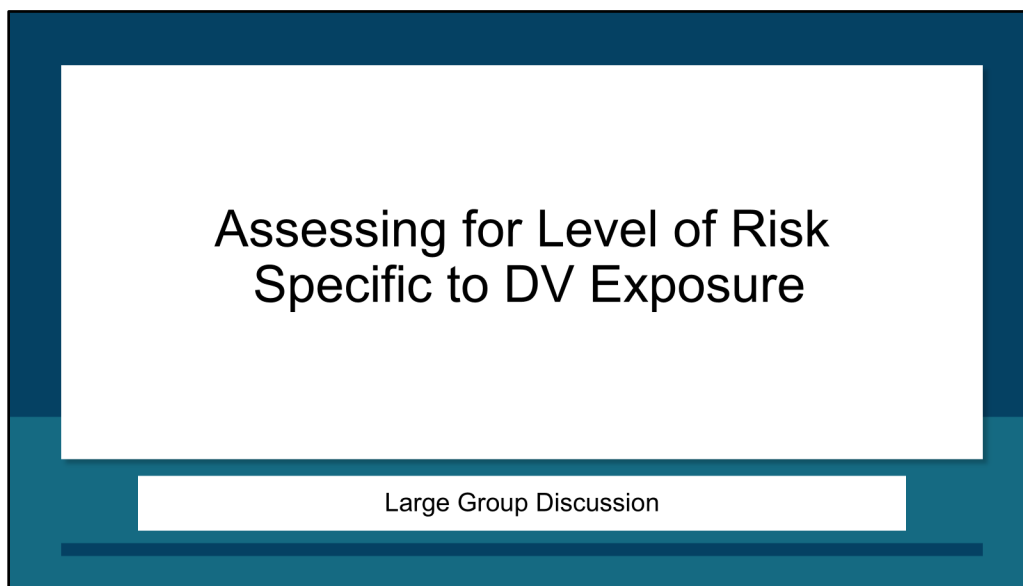 Assessing for Level of Risk
Specific to DV Exposure
Large Group Discussion